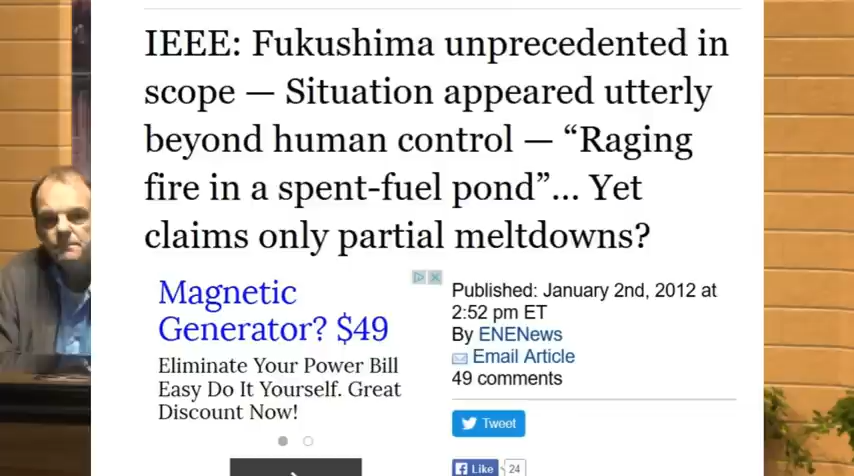 IEEE: Fukushima unprecedented in
scope — Situation appeared utterly
beyond human control — “Raging
fire in a spent-fuel pond”... Yet
claims only partial meltdowns?
Magnetic
Generator? $49
Eliminate Your Power Bill
Easy Do It Yourself. Great
Discount Now!
Published: January 2nd, 2012 at
2:52 pm ET
By ENENews
Email Article
49 comments
Tweet
Like 24